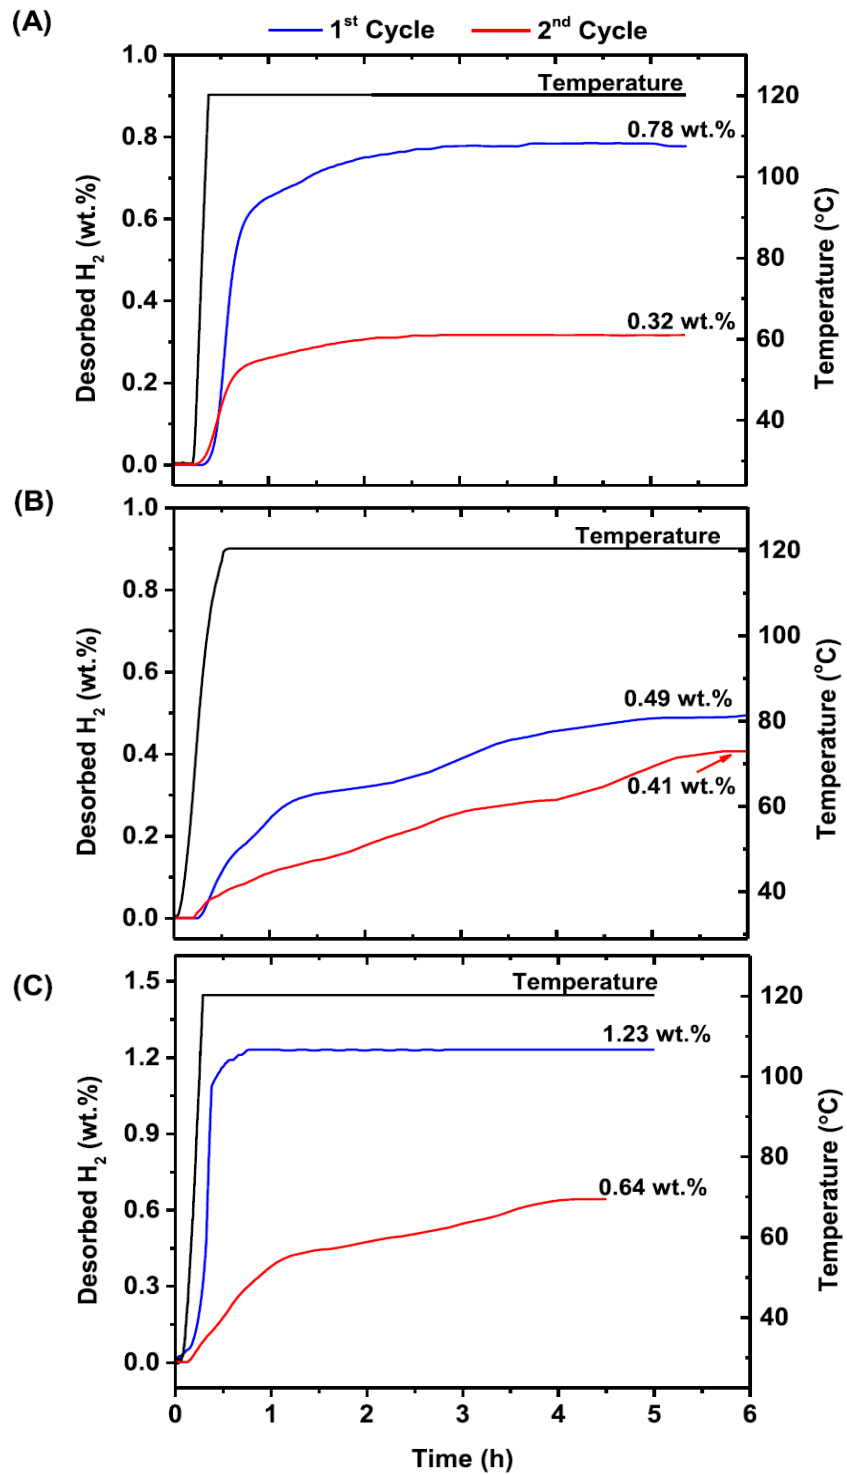 (A)
1st Cycle 2nd Cycle
1.0
0.8
0.6
0.4
0.2
0.0
Desorbed H2 (wt.%)
Temperature
0.78 wt.%
0.32 wt.%
120
100
80
60
40
Temperature (°C)
(B)
1.0
0.8
0.6
0.4
0.2
0.0
Desorbed H2 (wt.%)
Temperature
0.49 wt.%
0.41 wt.%
120
100
80
60
40
Temperature (°C)
(C)
1.5
1.2
0.9
0.6
0.3
0.0
Desorbed H2 (wt.%)
Temperature
1.23 wt.%
0.64 wt.%
120
100
80
60
40
Temperature (°C)
0 1 2 3 4 5 6
Time (h)